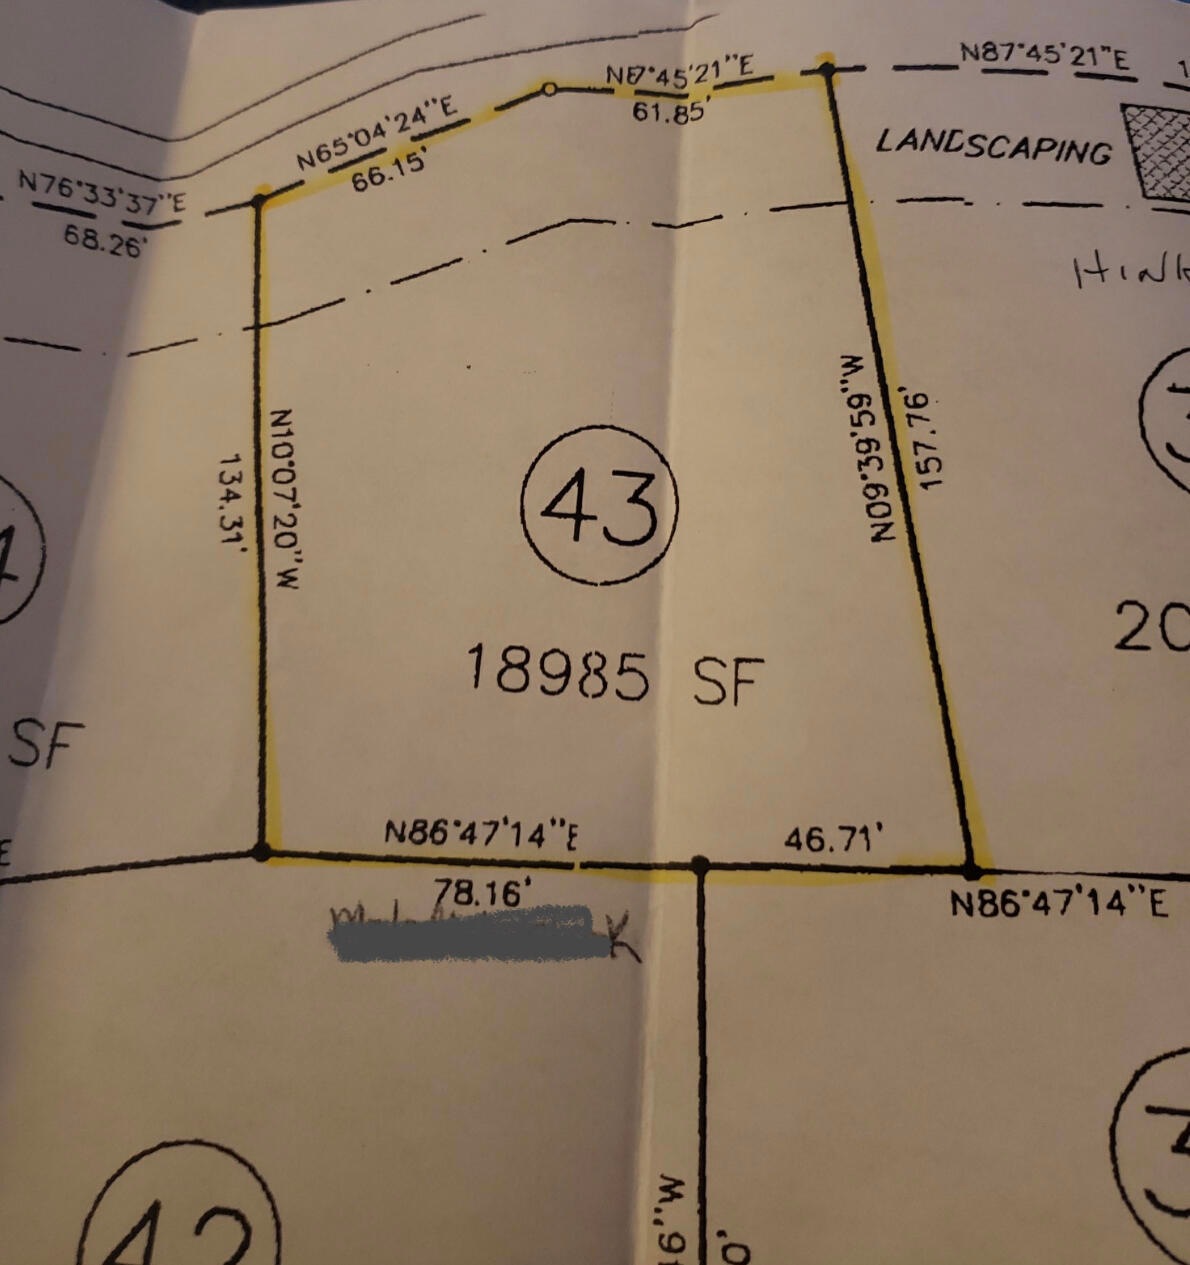 N87°45'21"E
N87°45'21"E
61.85'
N65°04'24"E
66.15'
LANDSCAPING
N76°33'37"E
68.26'
N10°07'20"W
134.31'
N09°39'59"W
157.76'
43
18985 SF
SF
N86°47'14"E
78.16'
46.71'
N86°47'14"E
42